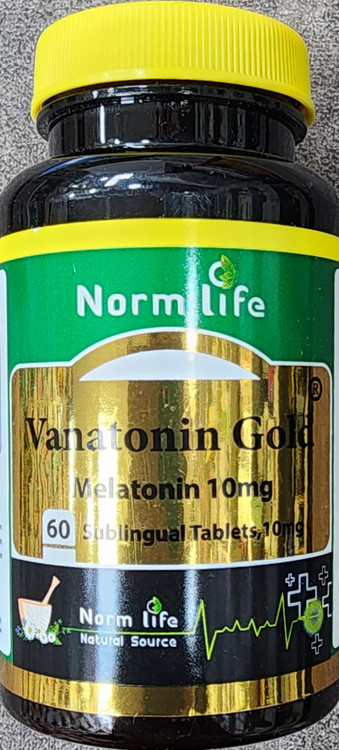 Norm life
Vanatonin Gold®
Melatonin 10mg
60 Sublingual Tablets,10mg
Norm life
Natural Source